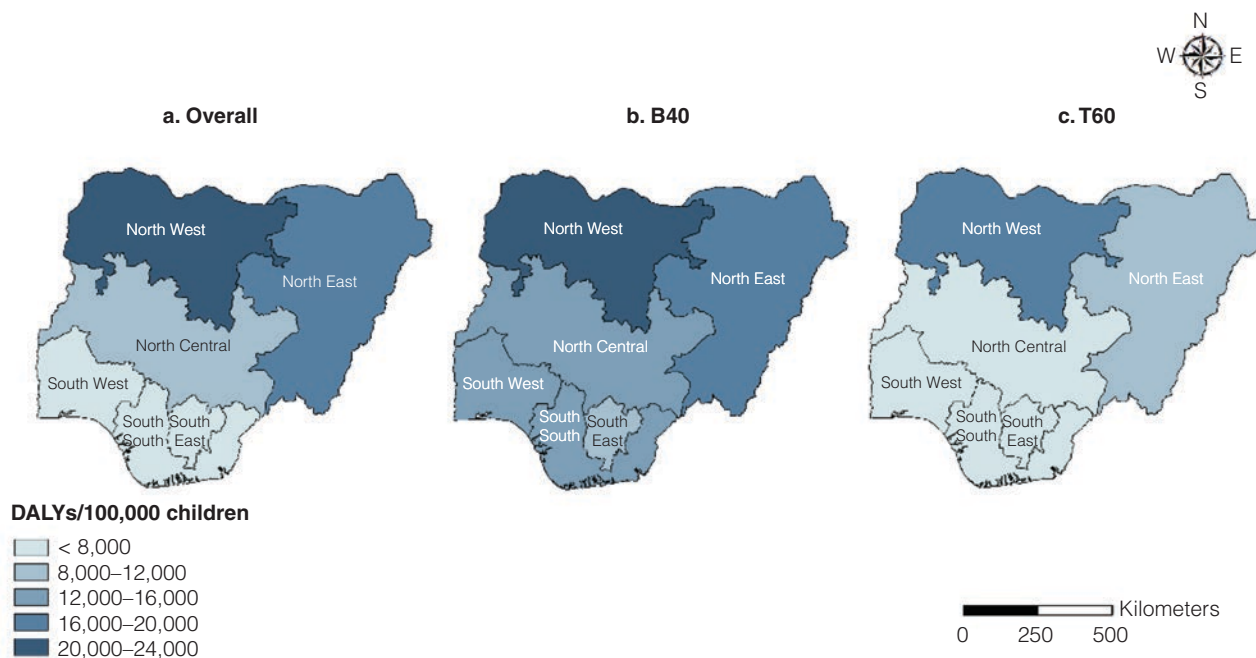 N
W E
S
a. Overall
b. B40
c. T60
North West
North East
North Central
South West
South
South
South
East
North West
North East
North Central
South West
South
South
South
East
North West
North East
North Central
South West
South
South
South
East
DALYs/100,000 children
< 8,000
8,000–12,000
12,000–16,000
16,000–20,000
20,000–24,000
Kilometers
0 250 500